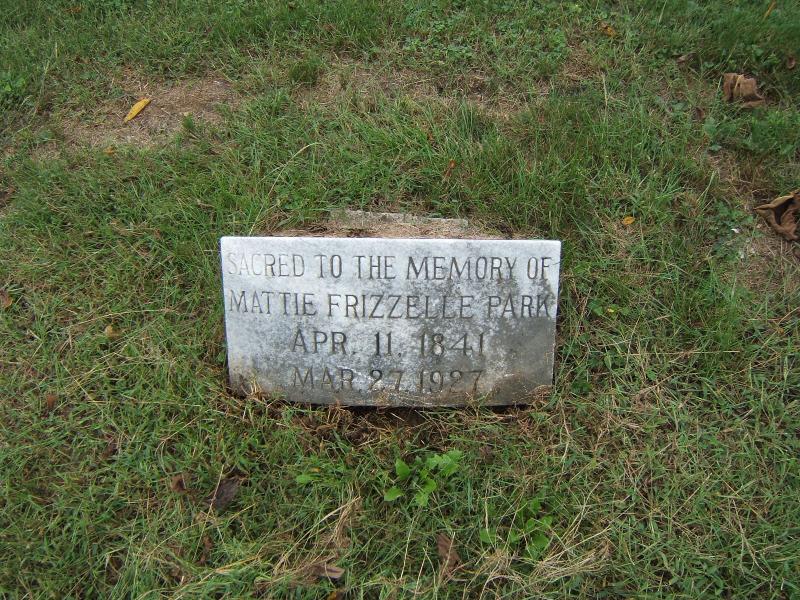 SACRED TO THE MEMORY OF
MATTIE FRIZZELLE PARK
APR. 11. 1841
MAR. 27. 1927